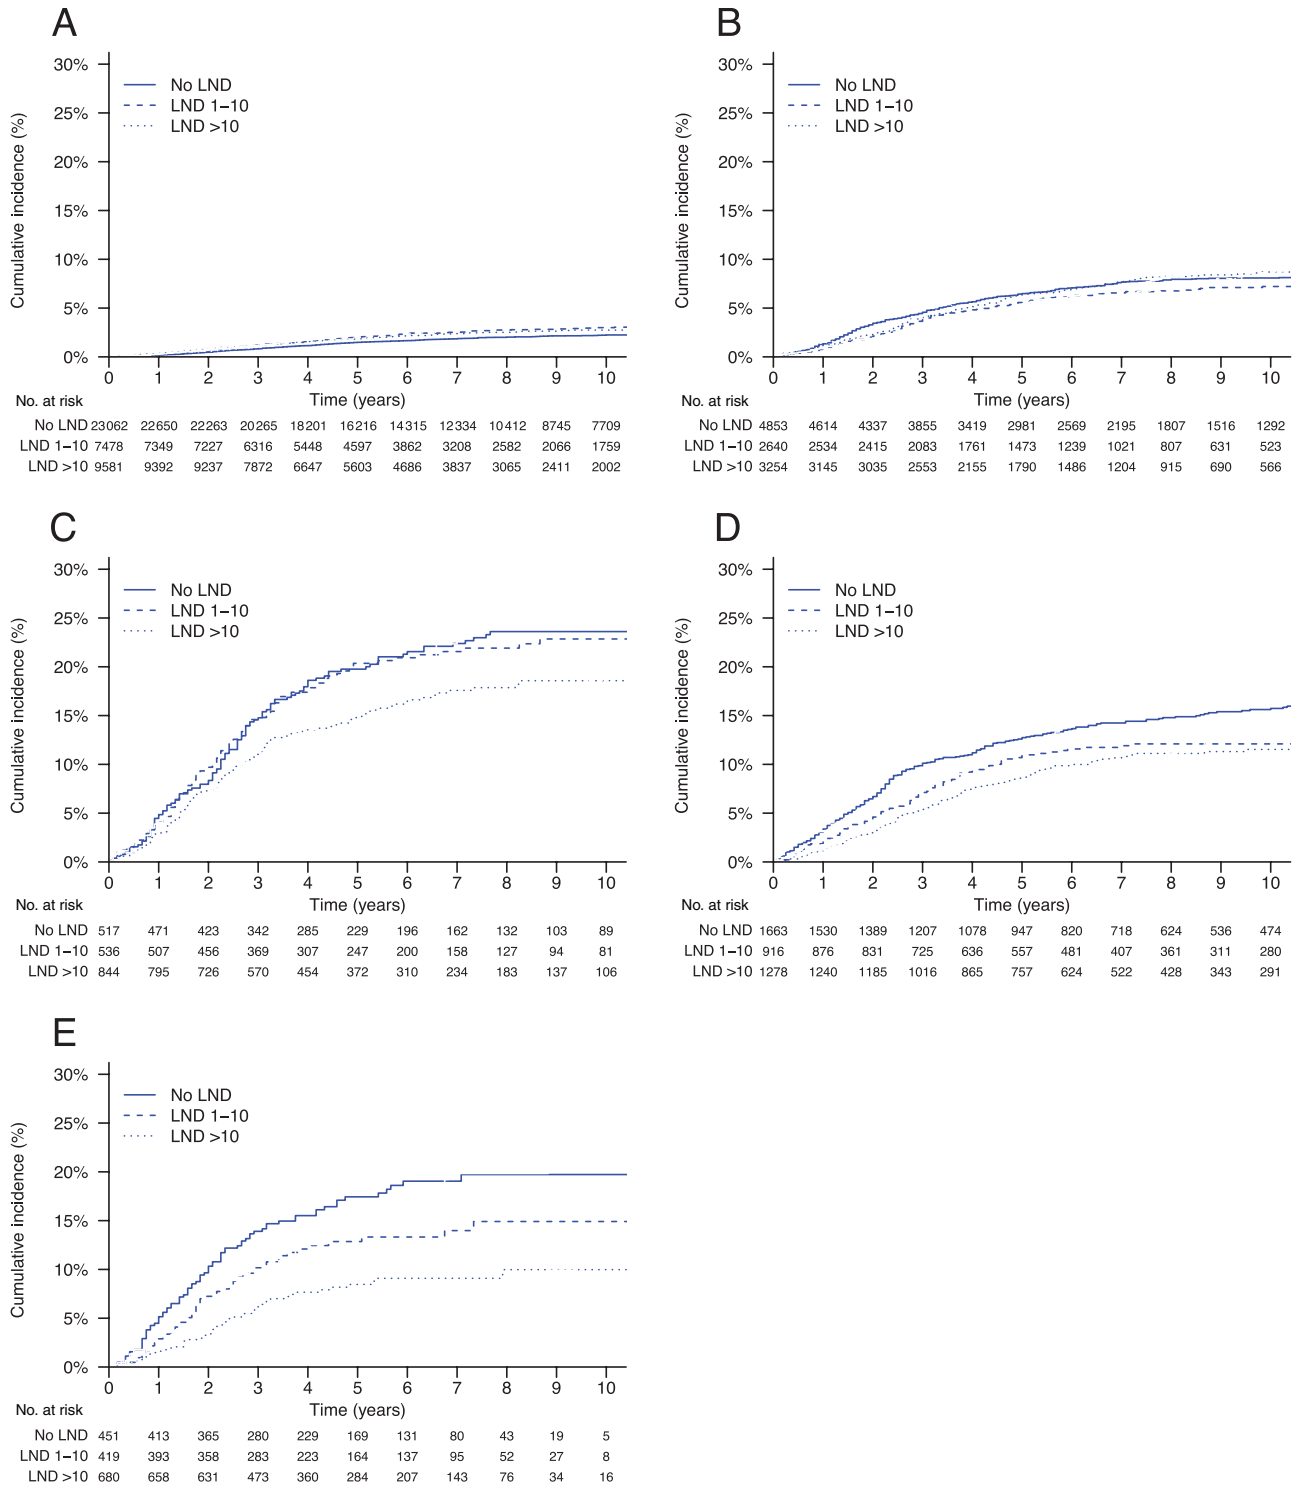 A
Cumulative incidence (%)
30%
25%
20%
15%
10%
5%
0%
No LND
LND 1–10
LND >10
0 1 2 3 4 5 6 7 8 9 10
Time (years)
No. at risk
No LND 23062 22650 22263 20265 18201 16216 14315 12334 10412 8745 7709
LND 1–10 7478 7349 7227 6316 5448 4597 3862 3208 2582 2066 1759
LND >10 9581 9392 9237 7872 6647 5603 4686 3837 3065 2411 2002
B
Cumulative incidence (%)
30%
25%
20%
15%
10%
5%
0%
No LND
LND 1–10
LND >10
0 1 2 3 4 5 6 7 8 9 10
Time (years)
No. at risk
No LND 4853 4614 4337 3855 3419 2981 2569 2195 1807 1516 1292
LND 1–10 2640 2534 2415 2083 1761 1473 1239 1021 807 631 523
LND >10 3254 3145 3035 2553 2155 1790 1486 1204 915 690 566
C
Cumulative incidence (%)
30%
25%
20%
15%
10%
5%
0%
No LND
LND 1–10
LND >10
0 1 2 3 4 5 6 7 8 9 10
Time (years)
No. at risk
No LND 517 471 423 342 285 229 196 162 132 103 89
LND 1–10 536 507 456 369 307 247 200 158 127 94 81
LND >10 844 795 726 570 454 372 310 234 183 137 106
D
Cumulative incidence (%)
30%
25%
20%
15%
10%
5%
0%
No LND
LND 1–10
LND >10
0 1 2 3 4 5 6 7 8 9 10
Time (years)
No. at risk
No LND 1663 1530 1389 1207 1078 947 820 718 624 536 474
LND 1–10 916 876 831 725 636 557 481 407 361 311 280
LND >10 1278 1240 1185 1016 865 757 624 522 428 343 291
E
Cumulative incidence (%)
30%
25%
20%
15%
10%
5%
0%
No LND
LND 1–10
LND >10
0 1 2 3 4 5 6 7 8 9 10
Time (years)
No. at risk
No LND 451 413 365 280 229 169 131 80 43 19 5
LND 1–10 419 393 358 283 223 164 137 95 52 27 8
LND >10 680 658 631 473 360 284 207 143 76 34 16